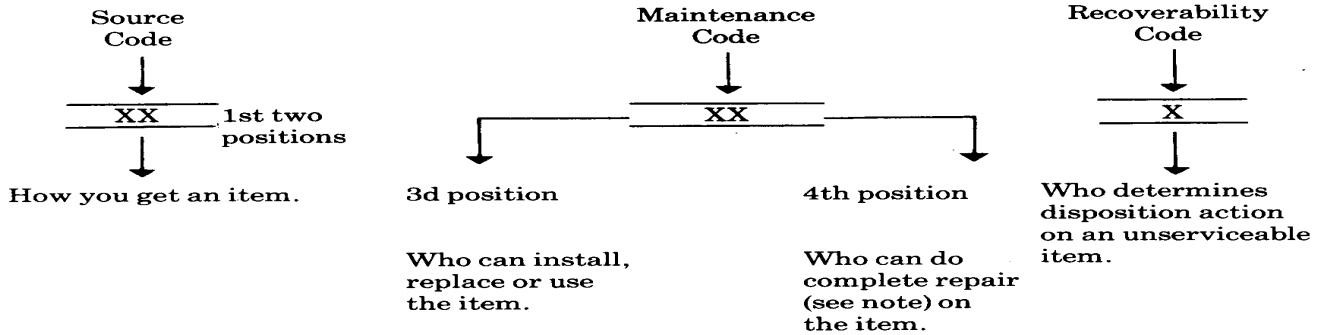 Source
Code
XX
1st two
positions
How you get an item.
Maintenance
Code
XX
3d position
Who can install,
replace or use
the item.
4th position
Who can do
complete repair
(see note) on
the item.
Recoverability
Code
X
Who determines
disposition action
on an unserviceable
item.